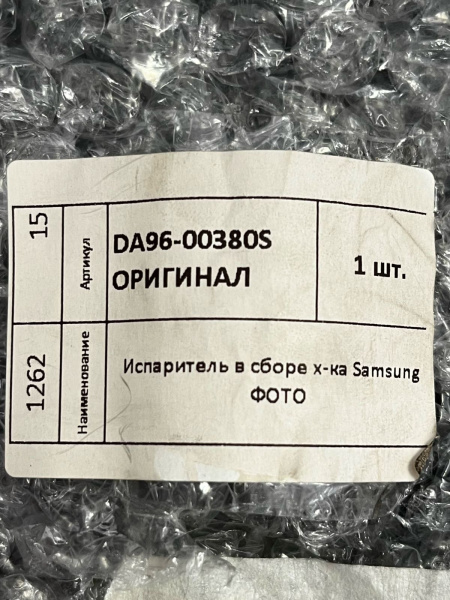 15
Артикул
DA96-00380S
ОРИГИНАЛ
1 шт.
1262
Наименование
Испаритель в сборе х-ка Samsung
ФОТО